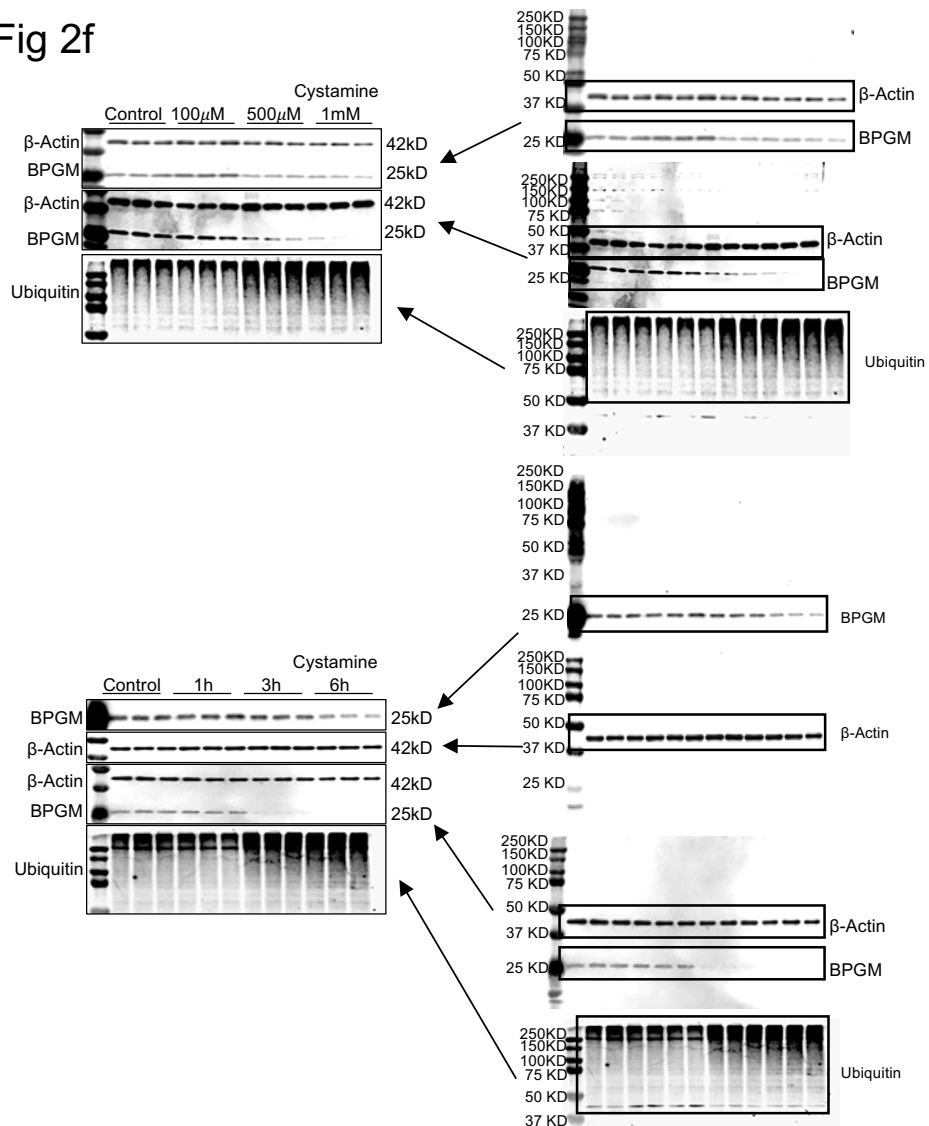 Fig 2f
Cystamine
Control 100μM 500μM 1mM
β-Actin 42kD
BPGM 25kD
β-Actin 42kD
BPGM 25kD
Ubiquitin
250KD
150KD
100KD
75 KD
50 KD
37 KD
25 KD
β-Actin
BPGM
250KD
150KD
100KD
75 KD
50 KD
37 KD
25 KD
β-Actin
BPGM
250KD
150KD
100KD
75 KD
50 KD
37 KD
Ubiquitin
Cystamine
Control 1h 3h 6h
BPGM 25kD
β-Actin 42kD
β-Actin 42kD
BPGM 25kD
Ubiquitin
250KD
150KD
100KD
75 KD
50 KD
37 KD
25 KD
BPGM
250KD
150KD
100KD
75 KD
50 KD
37 KD
25 KD
β-Actin
250KD
150KD
100KD
75 KD
50 KD
37 KD
25 KD
β-Actin
BPGM
250KD
150KD
100KD
75 KD
50 KD
37 KD
Ubiquitin